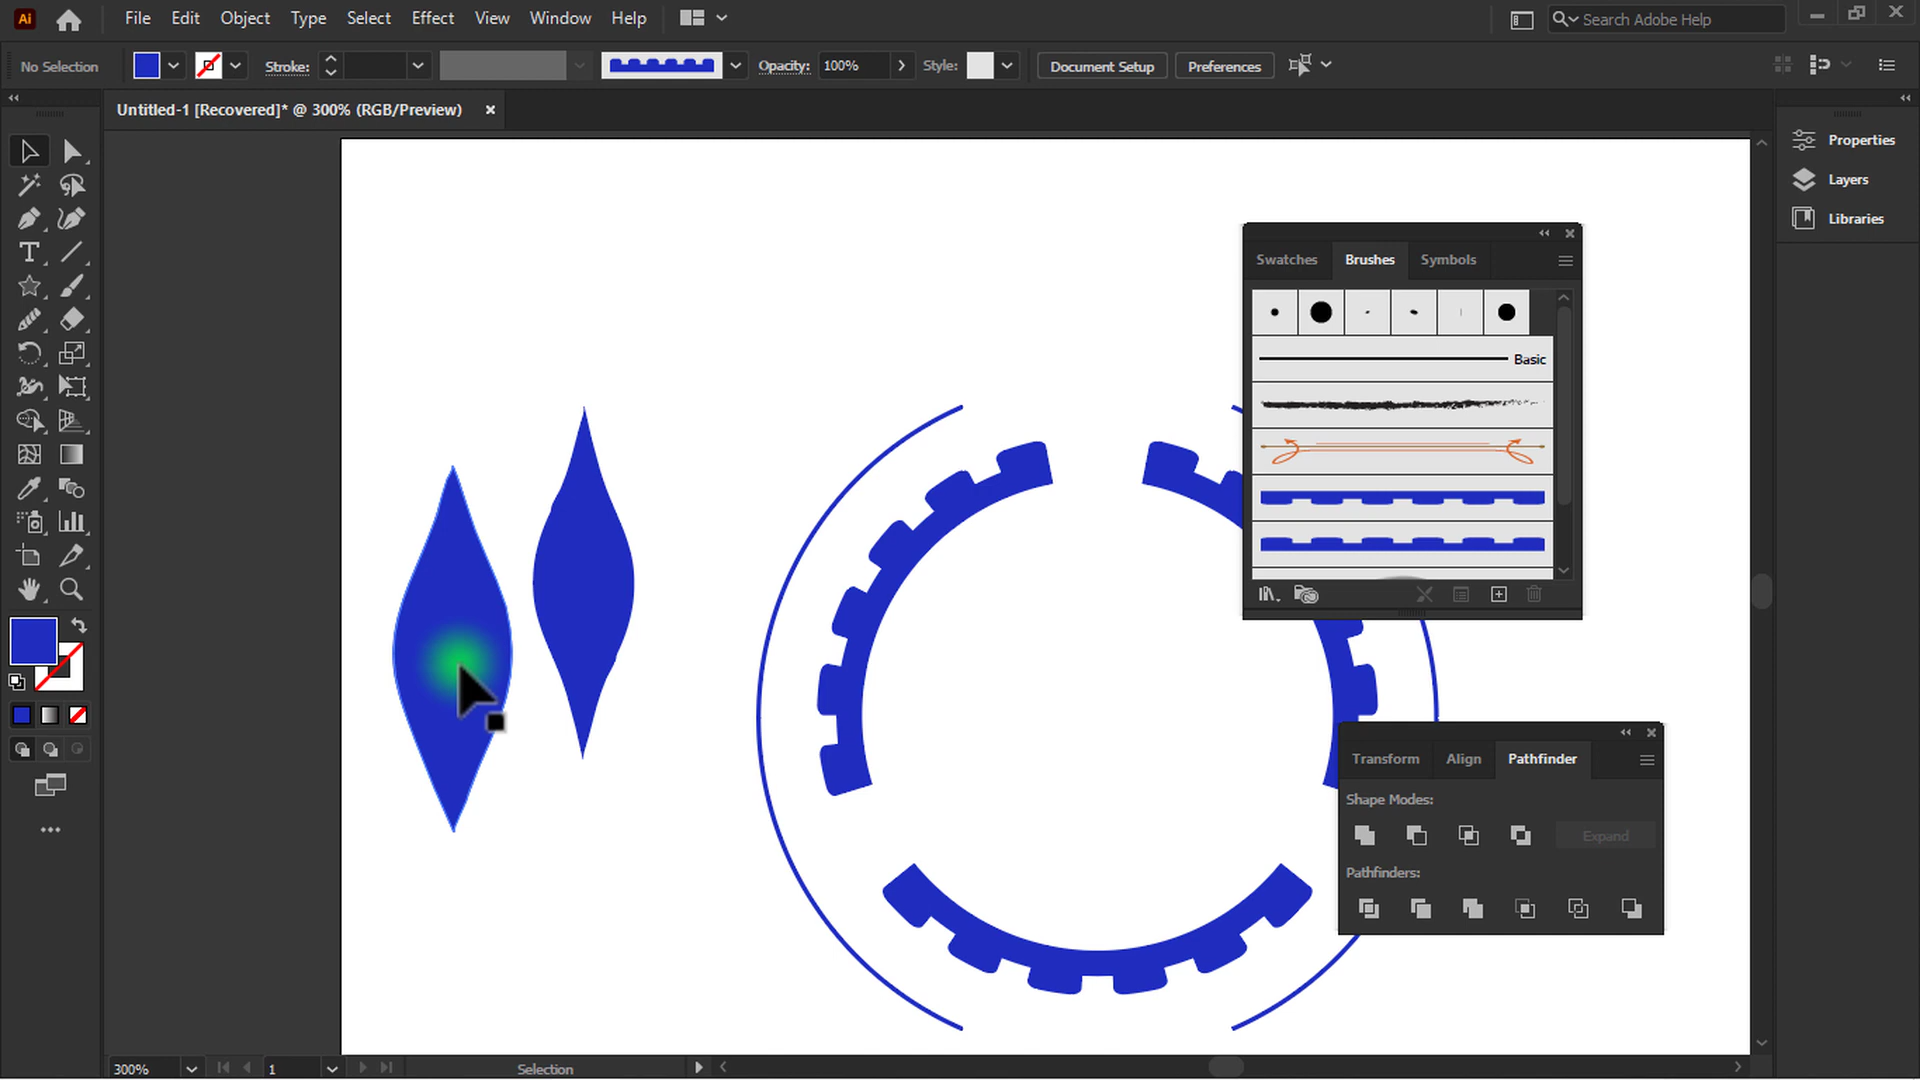 Ai File Edit Object Type Select Effect View Window Help Search Adobe Help
No Selection Stroke: Opacity: 100% Style: Document Setup Preferences
Untitled-1 [Recovered]* @ 300% (RGB/Preview)
Properties
Layers
Libraries
Swatches Brushes Symbols
Basic
Transform Align Pathfinder
Shape Modes:
Expand
Pathfinders:
300% 1 Selection